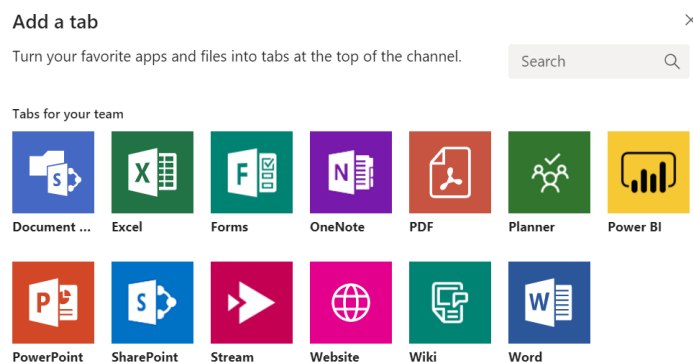 Add a tab
Turn your favorite apps and files into tabs at the top of the channel.
Search
Tabs for your team
S
X
F
N
Document ...
Excel
Forms
OneNote
PDF
Planner
Power BI
P
S
W
PowerPoint
SharePoint
Stream
Website
Wiki
Word